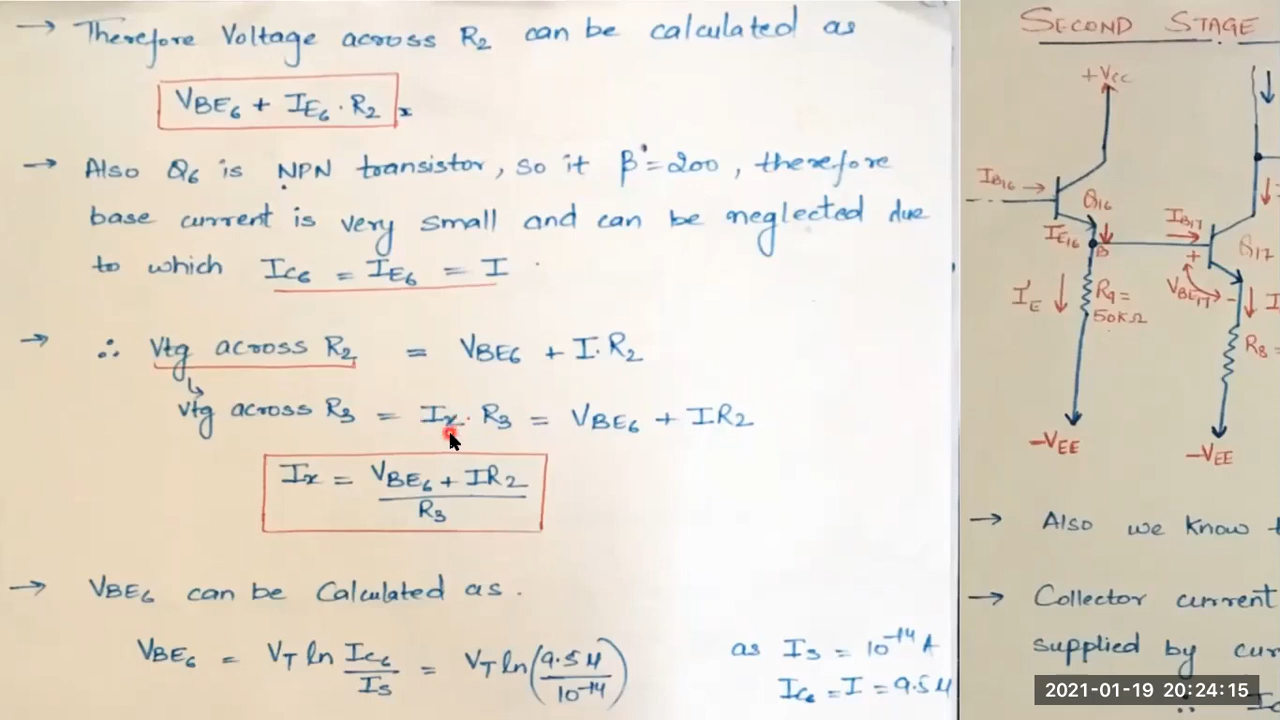 → Therefore Voltage across R2 can be calculated as
VBE6 + IE6 . R2 x
→ Also Q6 is NPN transistor, so it β = 200, therefore
base current is very small and can be neglected due
to which IC6 = IE6 = I .
→ ∴ Vtg across R2 = VBE6 + I.R2
↳ vtg across R3 = Ix . R3 = VBE6 + IR2
Ix = VBE6 + IR2 / R3
→ VBE6 can be Calculated as .
VBE6 = VT ln IC6 / IS = VT ln (9.5 μ / 10^-14) as IS = 10^-14 A
IC6 = I = 9.5 μ
SECOND STAGE
+VCC
IB16 →
Q16
IE16
B
IB17
+
Q17
VBE17 -
I'E ↓ R9 =
50KΩ
↓ I
R8 =
-VEE
-VEE
→ Also we know
→ Collector current
supplied by cur
∴ IC
2021-01-19 20:24:15